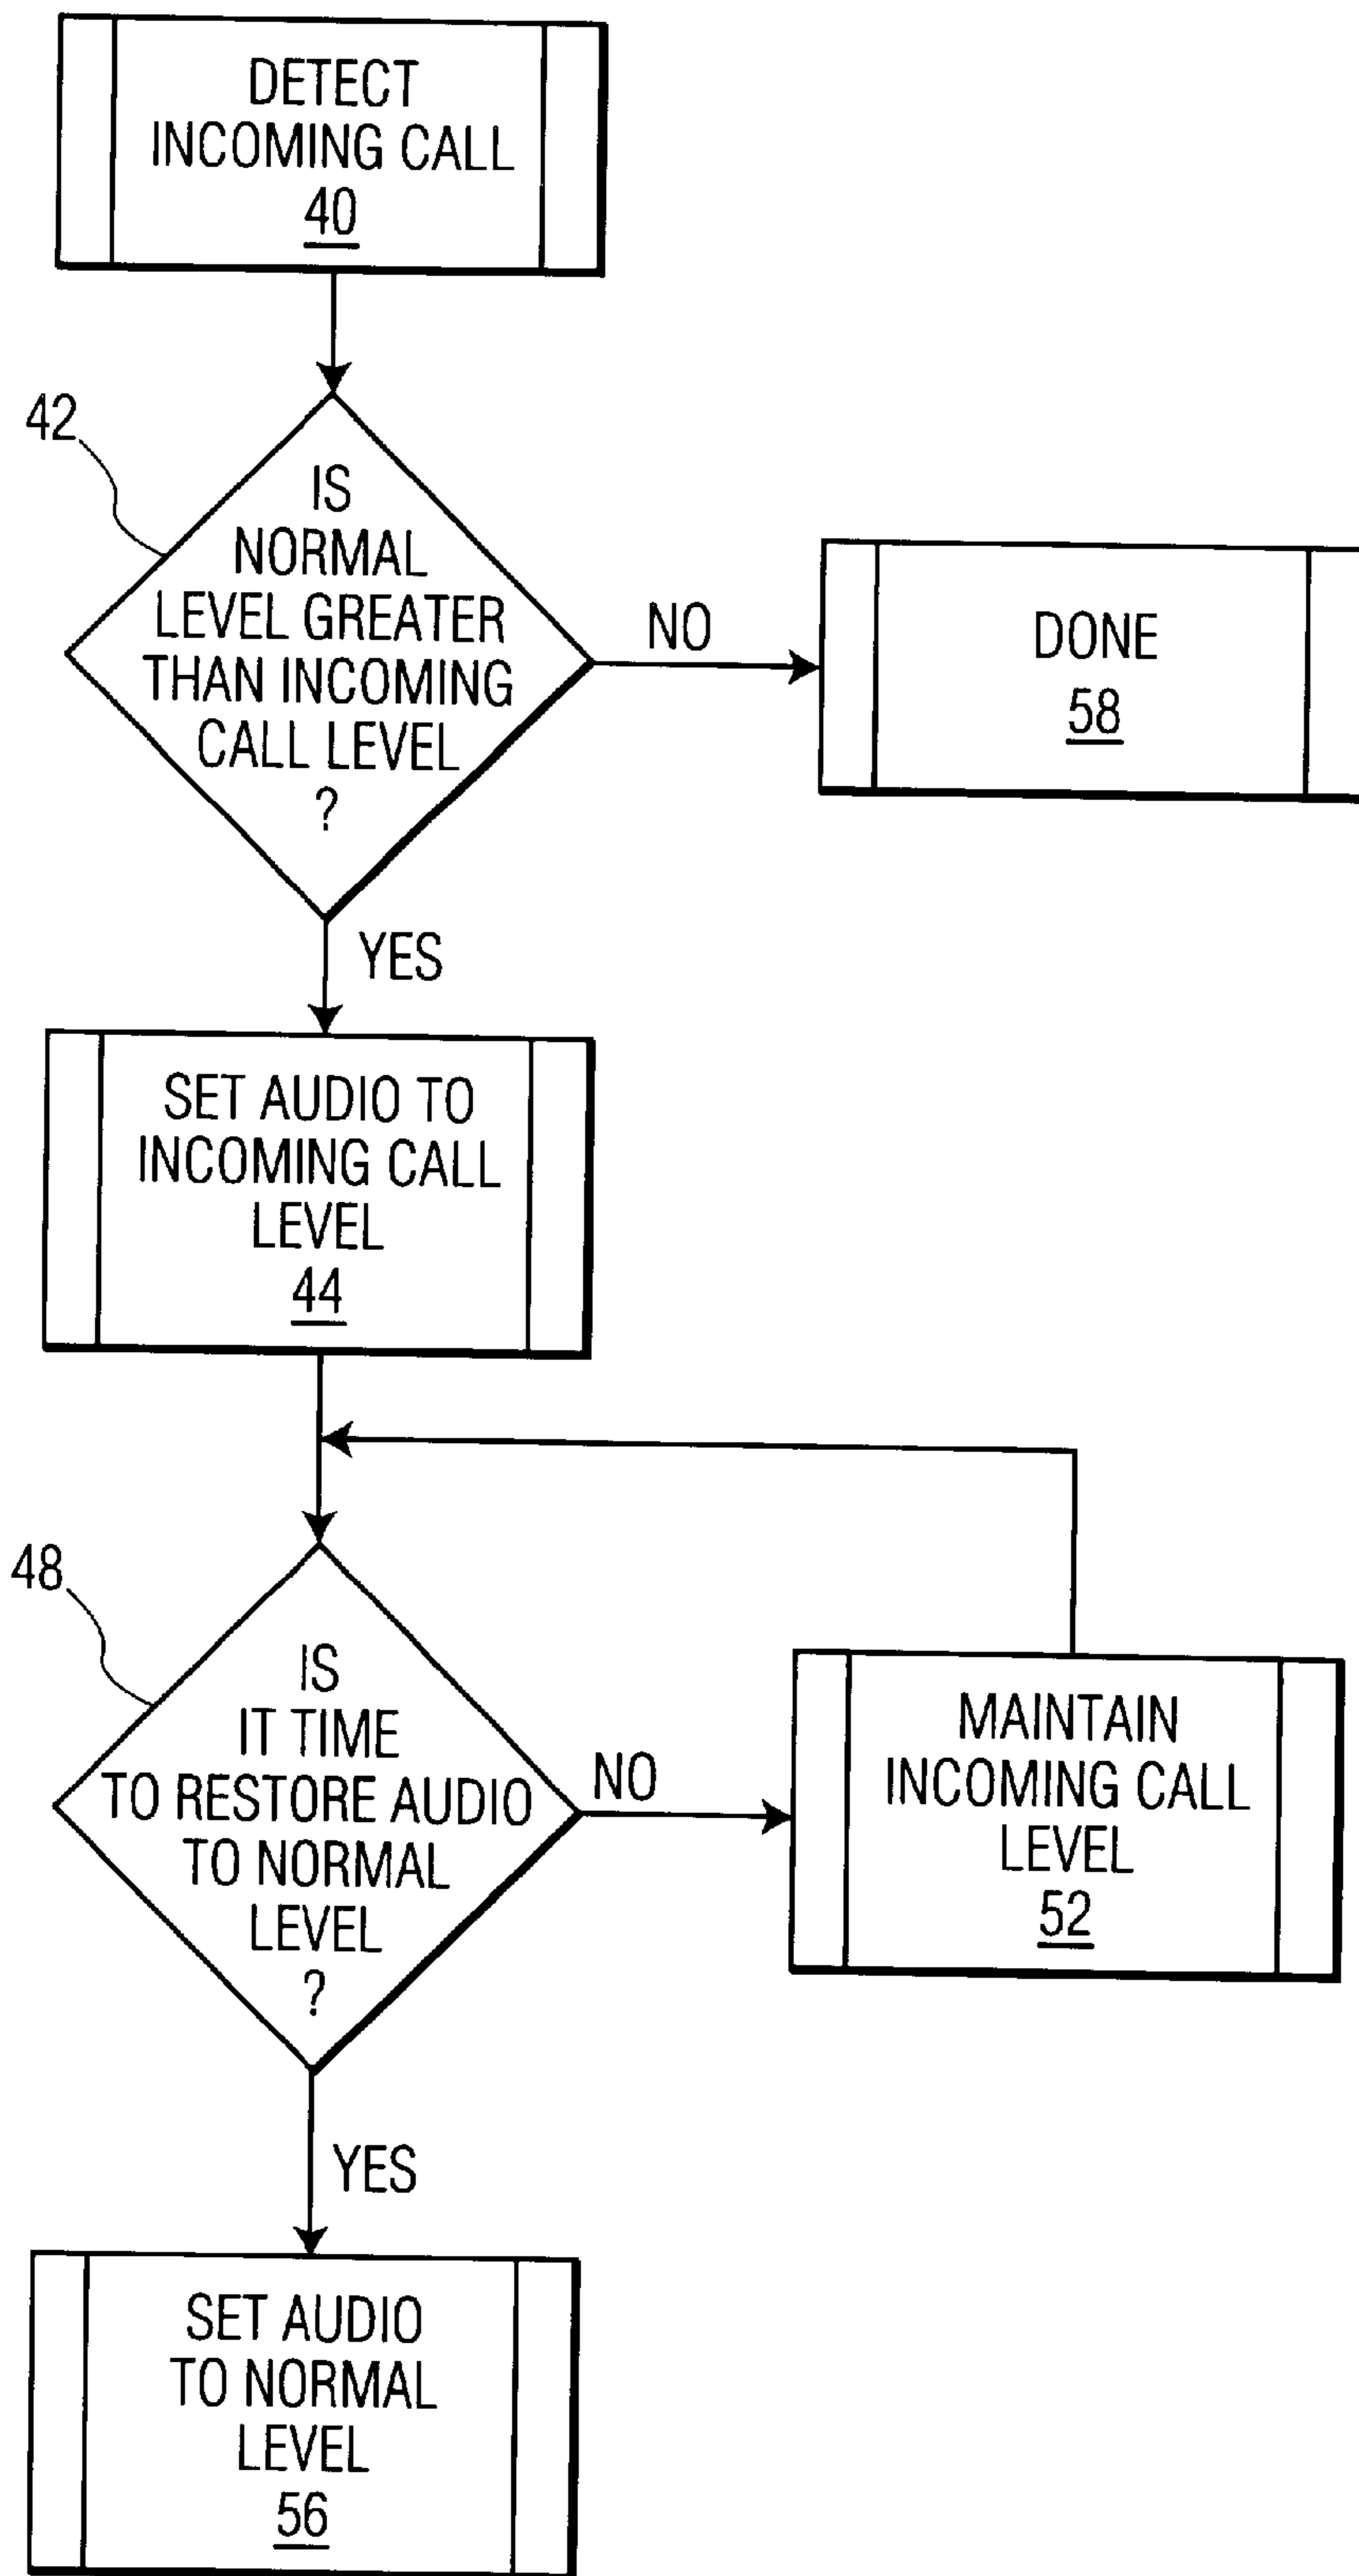 DETECT
INCOMING CALL
40
42
IS
NORMAL
LEVEL GREATER
THAN INCOMING
CALL LEVEL
?
NO
DONE
58
YES
SET AUDIO TO
INCOMING CALL
LEVEL
44
48
IS
IT TIME
TO RESTORE AUDIO
TO NORMAL
LEVEL
?
NO
MAINTAIN
INCOMING CALL
LEVEL
52
YES
SET AUDIO
TO NORMAL
LEVEL
56